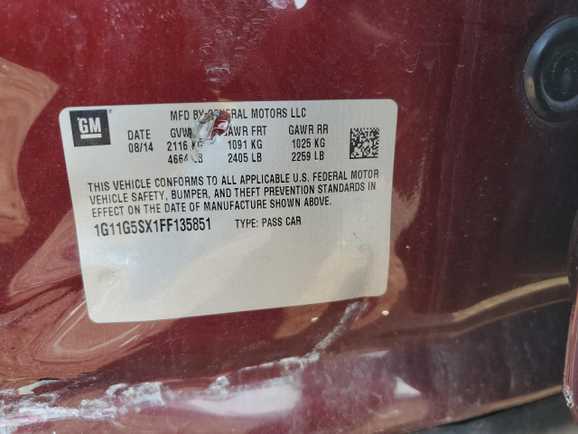 GM
MFD BY GENERAL MOTORS LLC
DATE GVWR GAWR FRT GAWR RR
08/14 2116 KG 1091 KG 1025 KG
4664 LB 2405 LB 2259 LB
THIS VEHICLE CONFORMS TO ALL APPLICABLE U.S. FEDERAL MOTOR
VEHICLE SAFETY, BUMPER, AND THEFT PREVENTION STANDARDS IN
EFFECT ON THE DATE OF MANUFACTURE SHOWN ABOVE.
1G11G5SX1FF135851 TYPE: PASS CAR